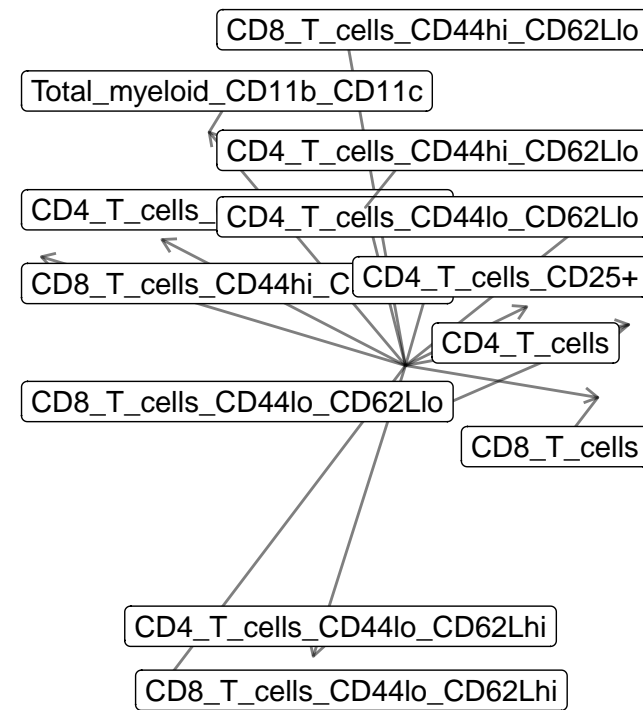 CD8_T_cells_CD44hi_CD62Llo
Total_myeloid_CD11b_CD11c
CD4_T_cells_CD44hi_CD62Llo
CD4_T_cells_
CD4_T_cells_CD44lo_CD62Llo
CD8_T_cells_CD44hi_C
CD4_T_cells_CD25+
CD4_T_cells
CD8_T_cells_CD44lo_CD62Llo
CD8_T_cells
CD4_T_cells_CD44lo_CD62Lhi
CD8_T_cells_CD44lo_CD62Lhi